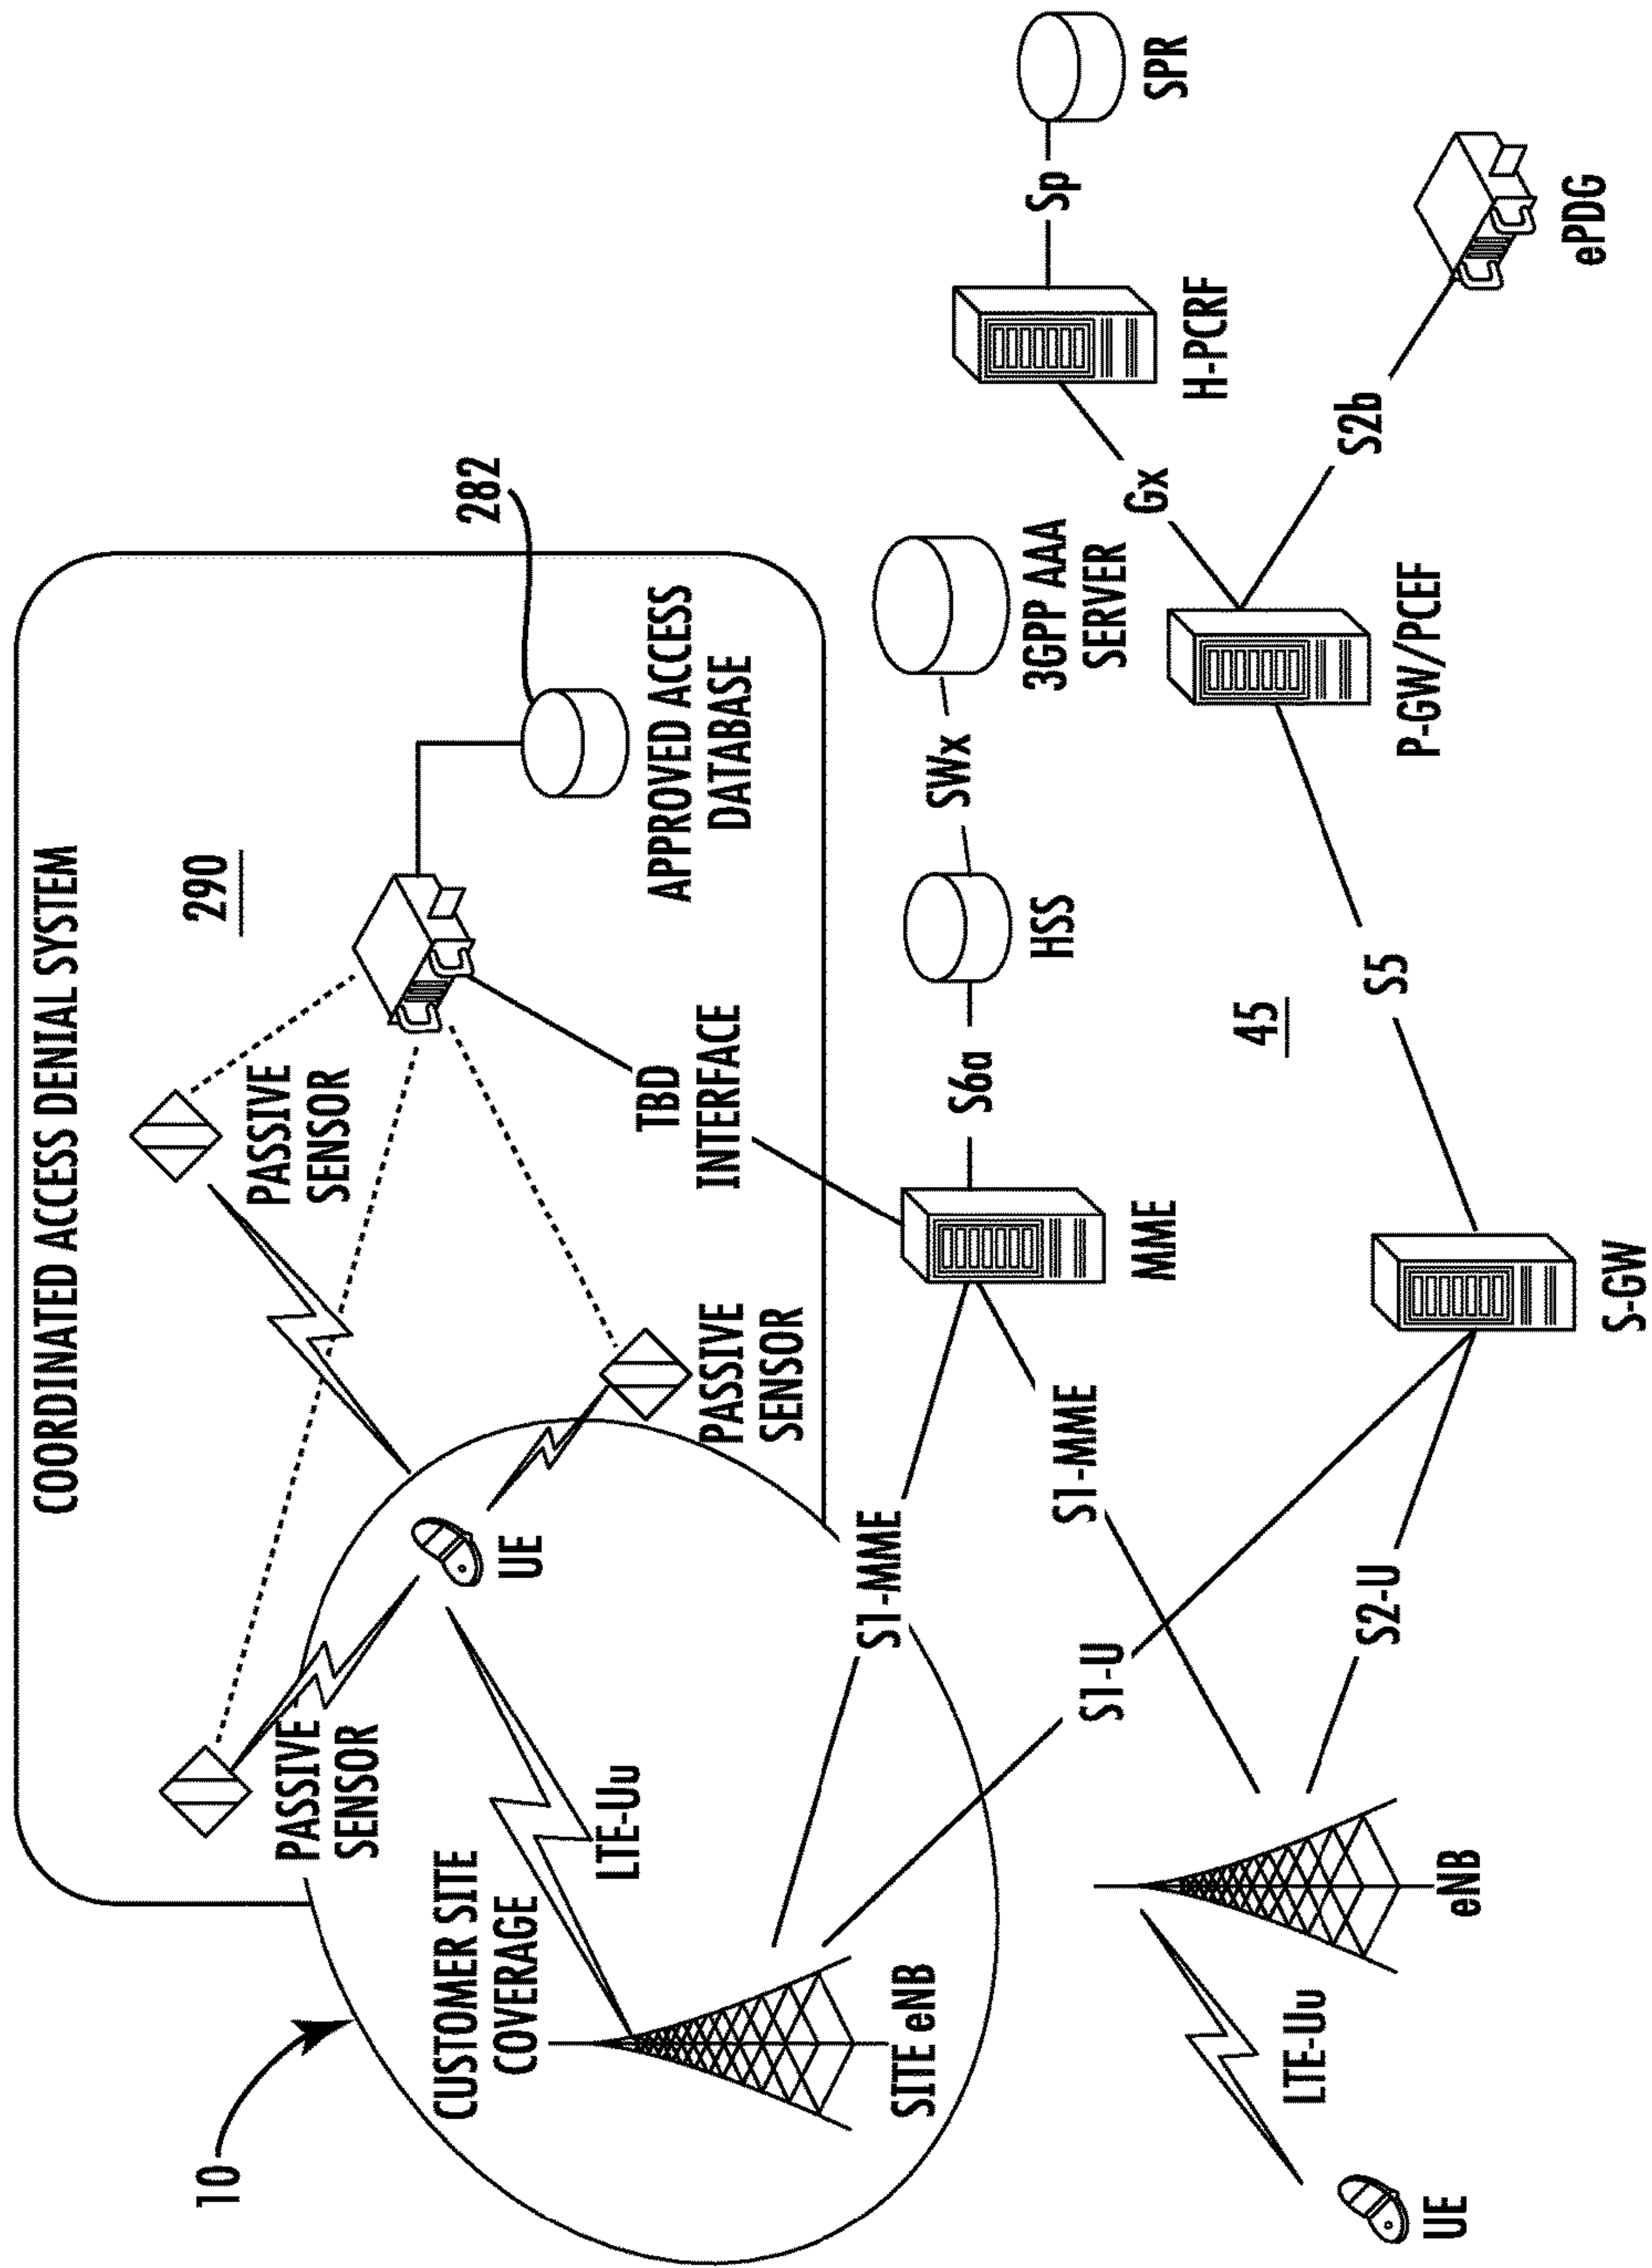 COORDINATED ACCESS DENIAL SYSTEM
290
282
10
PASSIVE
SENSOR
PASSIVE
SENSOR
PASSIVE
SENSOR
APPROVED ACCESS
DATABASE
TBD
INTERFACE
UE
CUSTOMER SITE
COVERAGE
LTE-Uu
SITE eNB
S1-MME
S1-MME
S1-U
S2-U
MME
S6a
HSS
SWx
3GPP AAA
SERVER
45
S-GW
S5
P-GW/PCEF
Gx
H-PCRF
Sp
SPR
S2b
ePDG
eNB
LTE-Uu
UE